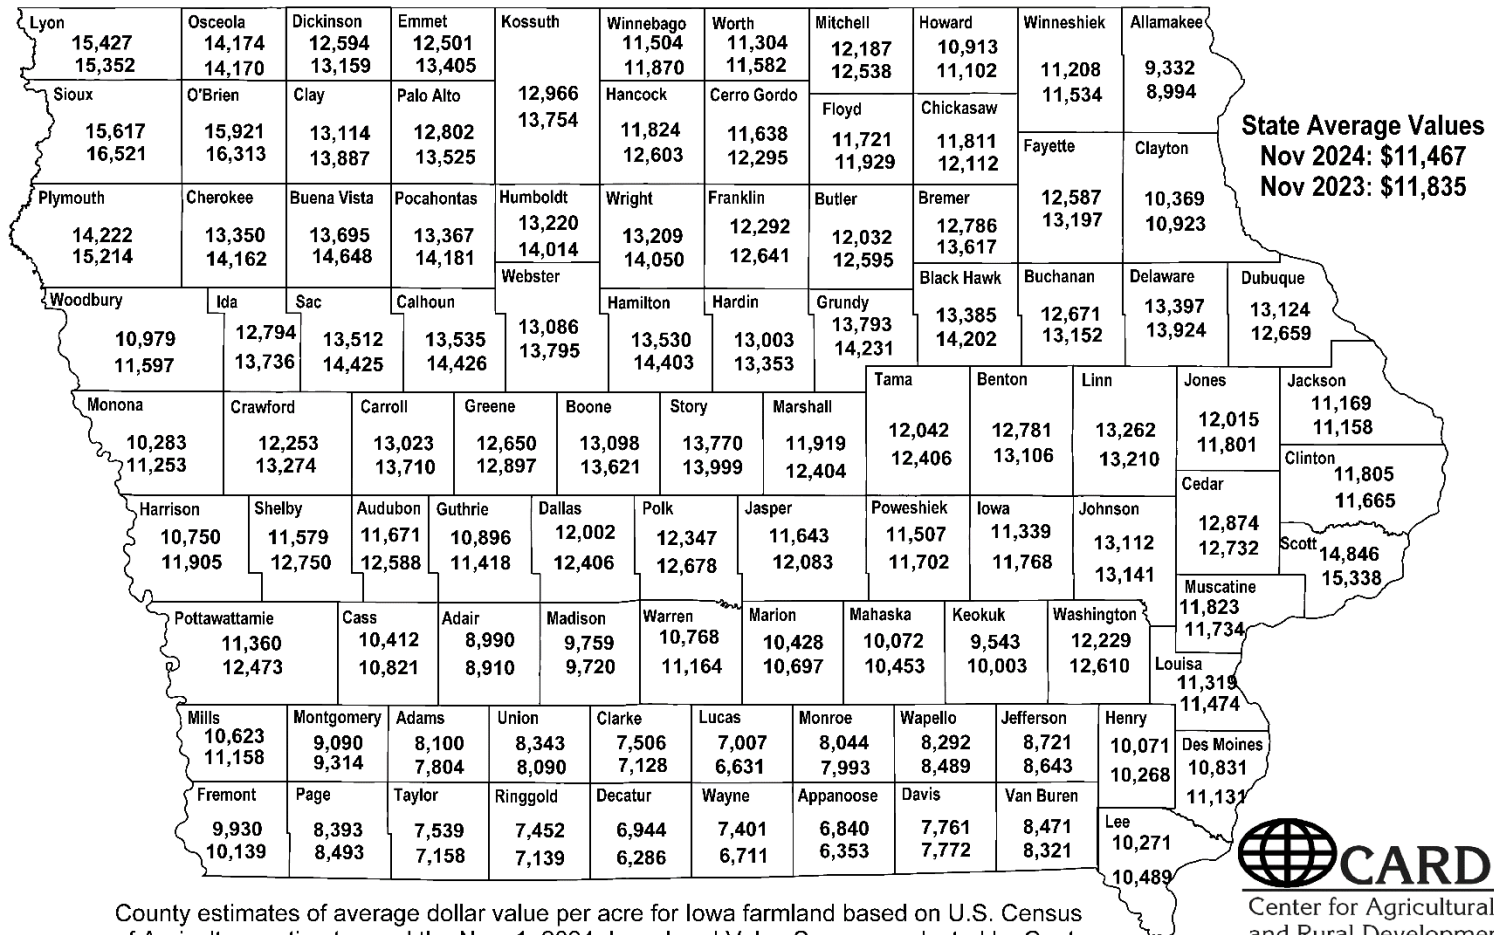 Lyon
15,427
15,352
Osceola
14,174
14,170
Dickinson
12,594
13,159
Emmet
12,501
13,405
Kossuth
12,966
13,754
Winnebago
11,504
11,870
Worth
11,304
11,582
Mitchell
12,187
12,538
Howard
10,913
11,102
Winneshiek
11,208
11,534
Allamakee
9,332
8,994
Sioux
15,617
16,521
O'Brien
15,921
16,313
Clay
13,114
13,887
Palo Alto
12,802
13,525
Hancock
11,824
12,603
Cerro Gordo
11,638
12,295
Floyd
11,721
11,929
Chickasaw
11,811
12,112
Fayette
12,587
13,197
Clayton
10,369
10,923
State Average Values
Nov 2024: $11,467
Nov 2023: $11,835
Plymouth
14,222
15,214
Cherokee
13,350
14,162
Buena Vista
13,695
14,648
Pocahontas
13,367
14,181
Humboldt
13,220
14,014
Wright
13,209
14,050
Franklin
12,292
12,641
Butler
12,032
12,595
Bremer
12,786
13,617
Woodbury
10,979
11,597
Ida
12,794
13,736
Sac
13,512
14,425
Calhoun
13,535
14,426
Webster
13,086
13,795
Hamilton
13,530
14,403
Hardin
13,003
13,353
Grundy
13,793
14,231
Black Hawk
13,385
14,202
Buchanan
12,671
13,152
Delaware
13,397
13,924
Dubuque
13,124
12,659
Monona
10,283
11,253
Crawford
12,253
13,274
Carroll
13,023
13,710
Greene
12,650
12,897
Boone
13,098
13,621
Story
13,770
13,999
Marshall
11,919
12,404
Tama
12,042
12,406
Benton
12,781
13,106
Linn
13,262
13,210
Jones
12,015
11,801
Jackson
11,169
11,158
Clinton
11,805
11,665
Cedar
12,874
12,732
Harrison
10,750
11,905
Shelby
11,579
12,750
Audubon
11,671
12,588
Guthrie
10,896
11,418
Dallas
12,002
12,406
Polk
12,347
12,678
Jasper
11,643
12,083
Poweshiek
11,507
11,702
Iowa
11,339
11,768
Johnson
13,112
13,141
Scott
14,846
15,338
Muscatine
11,823
11,734
Pottawattamie
11,360
12,473
Cass
10,412
10,821
Adair
8,990
8,910
Madison
9,759
9,720
Warren
10,768
11,164
Marion
10,428
10,697
Mahaska
10,072
10,453
Keokuk
9,543
10,003
Washington
12,229
12,610
Louisa
11,319
11,474
Mills
10,623
11,158
Montgomery
9,090
9,314
Adams
8,100
7,804
Union
8,343
8,090
Clarke
7,506
7,128
Lucas
7,007
6,631
Monroe
8,044
7,993
Wapello
8,292
8,489
Jefferson
8,721
8,643
Henry
10,071
10,268
Des Moines
10,831
11,131
Fremont
9,930
10,139
Page
8,393
8,493
Taylor
7,539
7,158
Ringgold
7,452
7,139
Decatur
6,944
6,286
Wayne
7,401
6,711
Appanoose
6,840
6,353
Davis
7,761
7,772
Van Buren
8,471
8,321
Lee
10,271
10,489
CARD
Center for Agricultural
and Rural Developmen
County estimates of average dollar value per acre for Iowa farmland based on U.S. Census
of Agriculture estimates and the Nov. 1, 2024, Iowa Land Value Survey conducted by